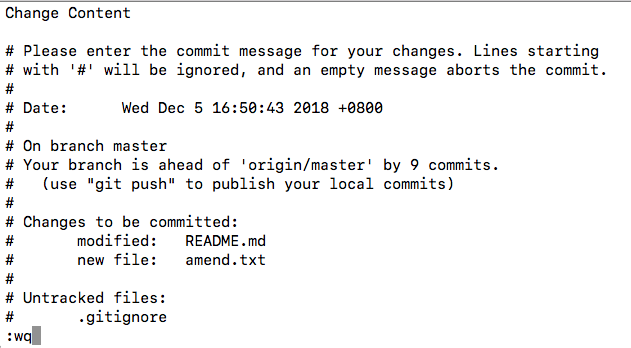 Change Content
# Please enter the commit message for your changes. Lines starting
# with '#' will be ignored, and an empty message aborts the commit.
#
# Date:      Wed Dec 5 16:50:43 2018 +0800
#
# On branch master
# Your branch is ahead of 'origin/master' by 9 commits.
#   (use "git push" to publish your local commits)
#
# Changes to be committed:
#       modified:   README.md
#       new file:   amend.txt
#
# Untracked files:
#       .gitignore
:wq